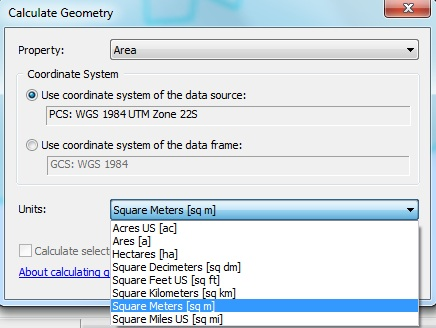 Calculate Geometry
Property:
Area
Coordinate System
Use coordinate system of the data source:
PCS: WGS 1984 UTM Zone 22S
Use coordinate system of the data frame:
GCS: WGS 1984
Units:
Square Meters [sq m]
Acres US [ac]
Ares [a]
Hectares [ha]
Square Decimeters [sq dm]
Square Feet US [sq ft]
Square Kilometers [sq km]
Square Meters [sq m]
Square Miles US [sq mi]
Calculate select
About calculating g